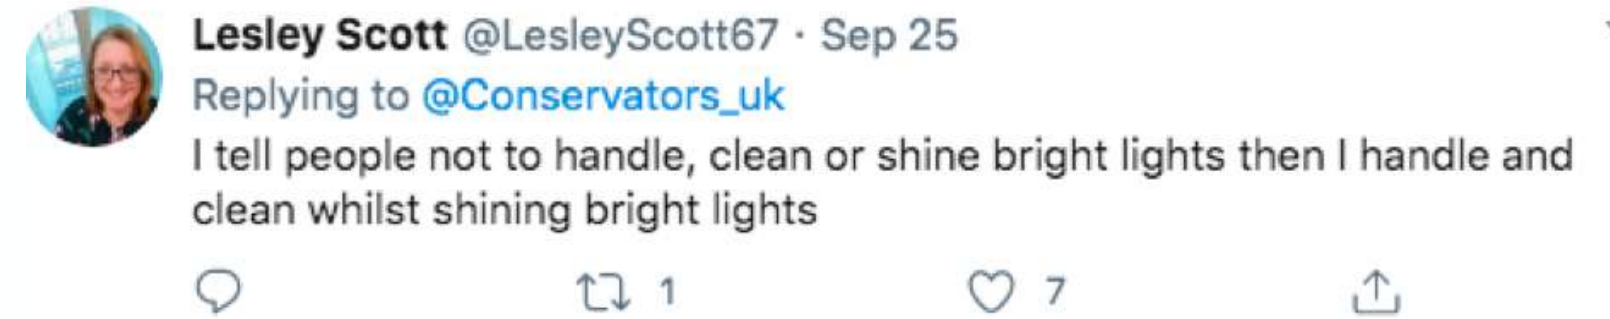 Lesley Scott @LesleyScott67 · Sep 25
Replying to @Conservators_uk
I tell people not to handle, clean or shine bright lights then I handle and
clean whilst shining bright lights
1 7